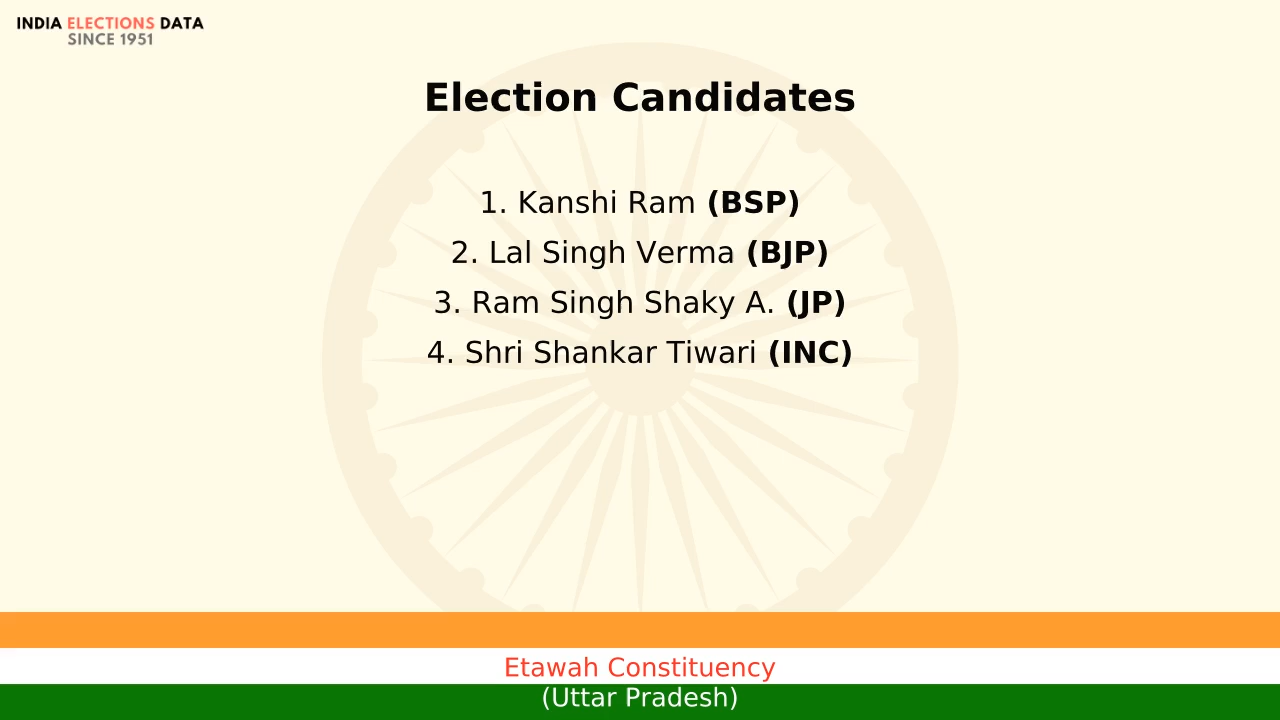 INDIA ELECTIONS DATA
SINCE 1951
Election Candidates
1. Kanshi Ram (BSP)
2. Lal Singh Verma (BJP)
3. Ram Singh Shaky A. (JP)
4. Shri Shankar Tiwari (INC)
Etawah Constituency
(Uttar Pradesh)